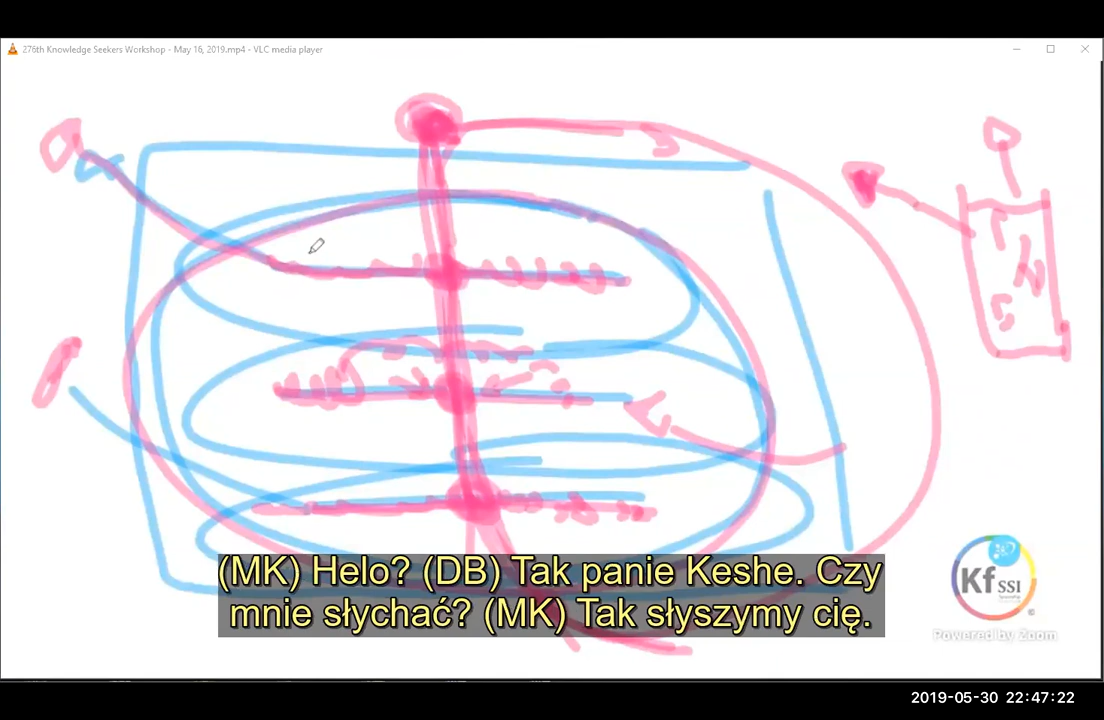 276th Knowledge Seekers Workshop - May 16, 2019.mp4 - VLC media player
(MK) Helo? (DB) Tak panie Keshe. Czy
mnie słychać? (MK) Tak słyszymy cię.
Kf SSI
Powered by Zoom
2019-05-30 22:47:22